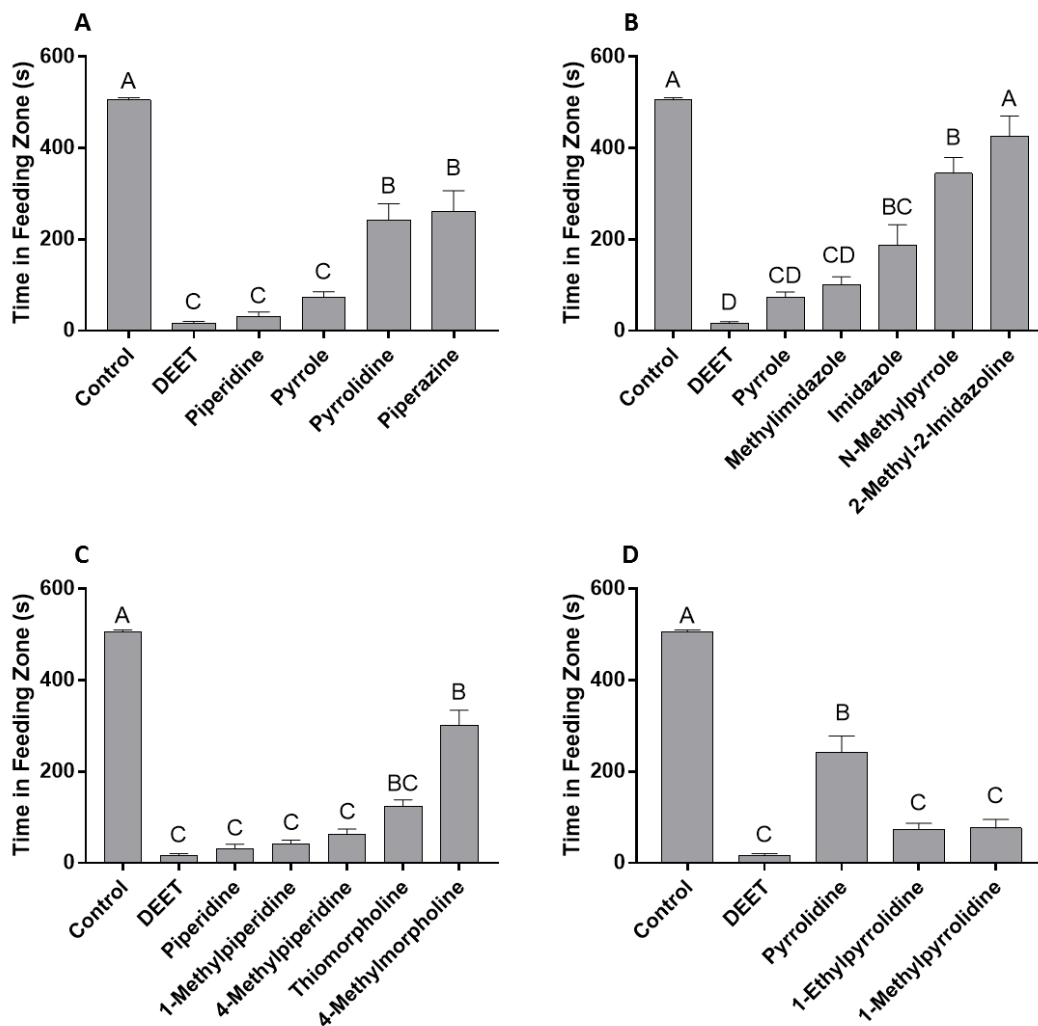 A
Time in Feeding Zone (s)
600
400
200
0
A
C
C
C
B
B
Control
DEET
Piperidine
Pyrrole
Pyrrolidine
Piperazine
B
Time in Feeding Zone (s)
600
400
200
0
A
D
CD
CD
BC
B
A
Control
DEET
Pyrrole
Methylimidazole
Imidazole
N-Methylpyrrole
2-Methyl-2-Imidazoline
C
Time in Feeding Zone (s)
600
400
200
0
A
C
C
C
C
BC
B
Control
DEET
Piperidine
1-Methylpiperidine
4-Methylpiperidine
Thiomorpholine
4-Methylmorpholine
D
Time in Feeding Zone (s)
600
400
200
0
A
C
B
C
C
Control
DEET
Pyrrolidine
1-Ethylpyrrolidine
1-Methylpyrrolidine